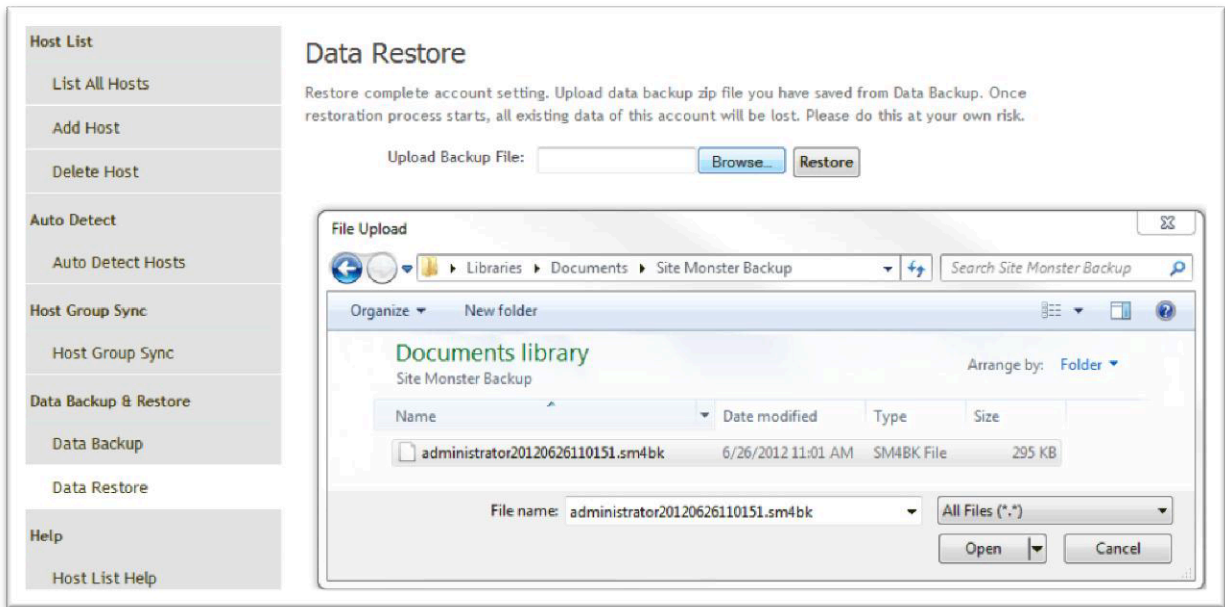 Host List
List All Hosts
Add Host
Delete Host
Auto Detect
Auto Detect Hosts
Host Group Sync
Host Group Sync
Data Backup & Restore
Data Backup
Data Restore
Help
Host List Help
Data Restore
Restore complete account setting. Upload data backup zip file you have saved from Data Backup. Once
restoration process starts, all existing data of this account will be lost. Please do this at your own risk.
Upload Backup File: Browse... Restore
File Upload
Libraries Documents Site Monster Backup Search Site Monster Backup
Organize New folder
Documents library
Site Monster Backup
Arrange by: Folder
Name Date modified Type Size
administrator20120626110151.sm4bk 6/26/2012 11:01 AM SM4BK File 295 KB
File name: administrator20120626110151.sm4bk All Files (*.*)
Open Cancel